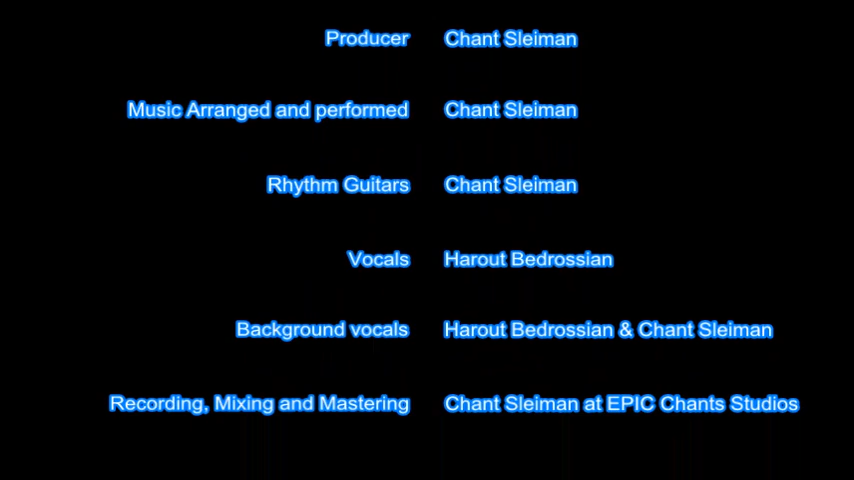 Producer Chant Sleiman
Music Arranged and performed Chant Sleiman
Rhythm Guitars Chant Sleiman
Vocals Harout Bedrossian
Background vocals Harout Bedrossian & Chant Sleiman
Recording, Mixing and Mastering Chant Sleiman at EPIC Chants Studios